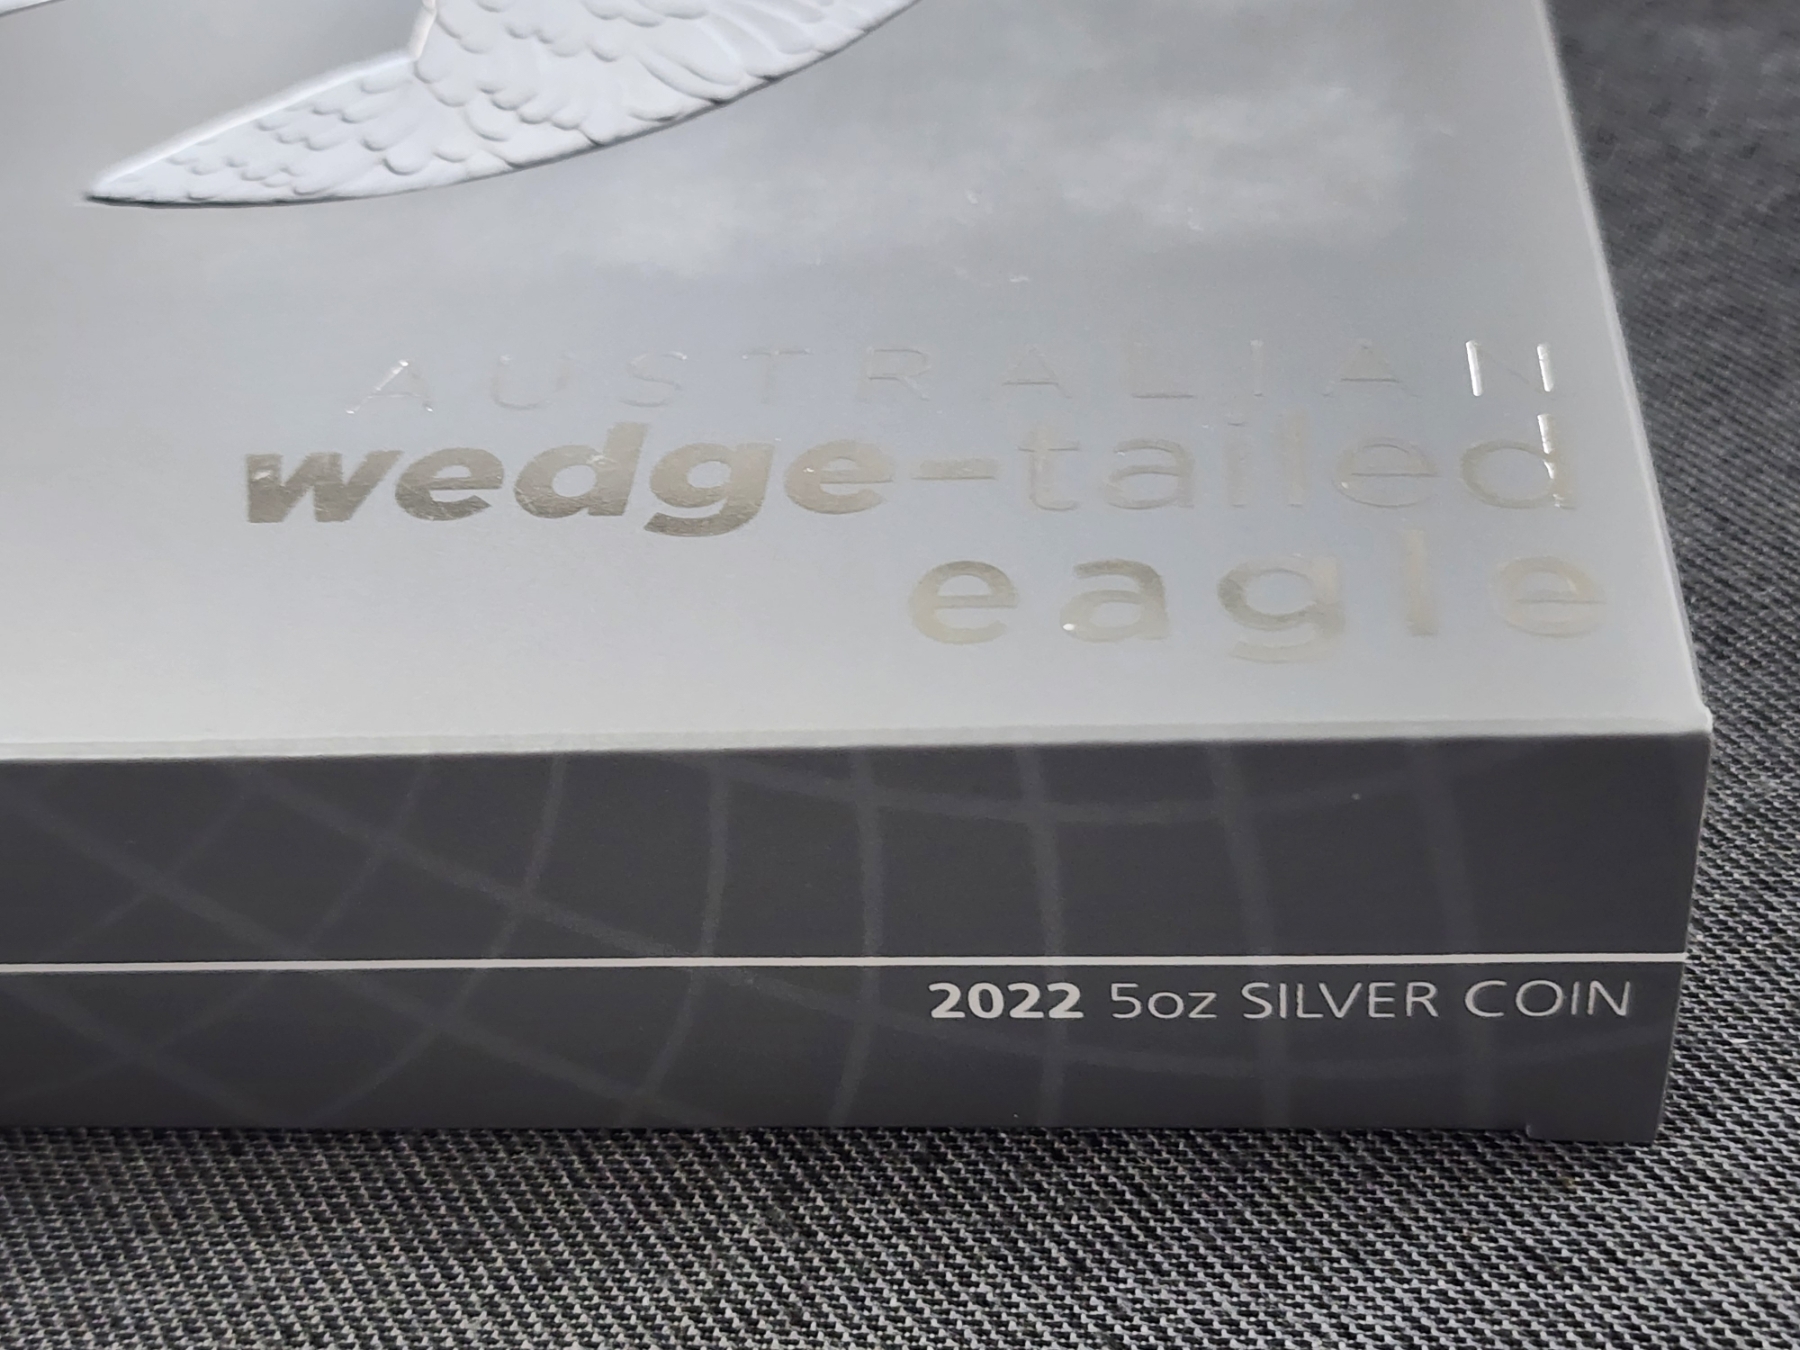 AUSTRALIAN
wedge-tailed
eagle
2022 5oz SILVER COIN